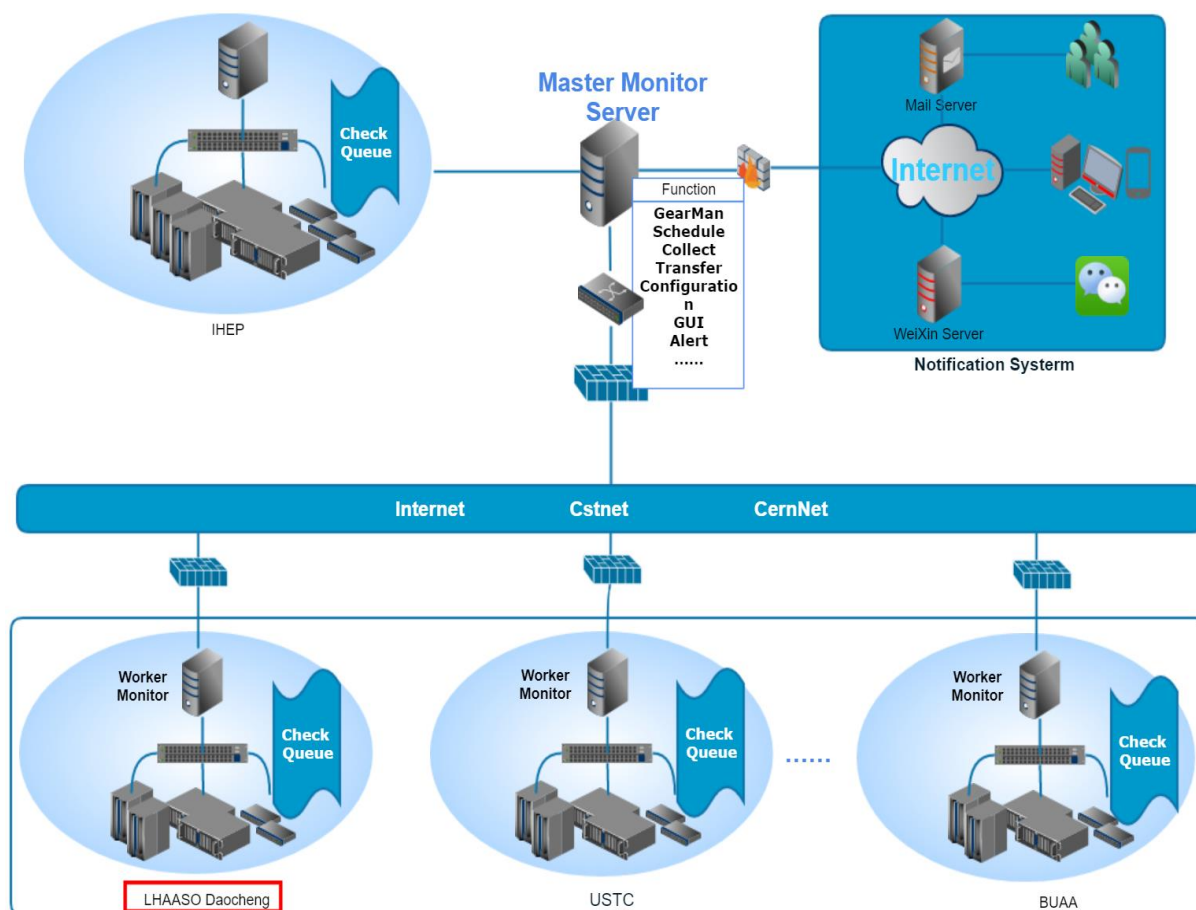 Master Monitor
Server
Check
Queue
IHEP
Function
GearMan
Schedule
Collect
Transfer
Configuratio
n
GUI
Alert
......
Mail Server
Internet
WeiXin Server
Notification Systerm
Internet Cstnet CernNet
Worker
Monitor
Check
Queue
LHAASO Daocheng
Worker
Monitor
Check
Queue
USTC
......
Worker
Monitor
Check
Queue
BUAA